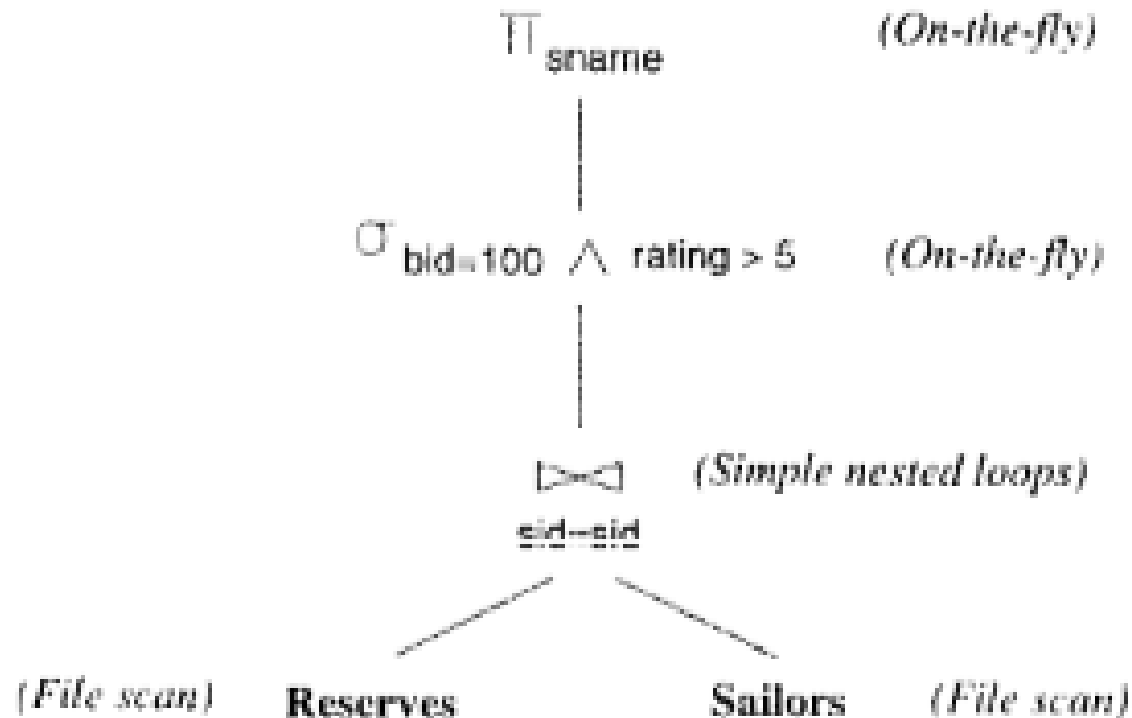 π sname (On-the-fly)
σ bid=100 ∧ rating > 5 (On-the-fly)
⋈ (Simple nested loops)
sid=sid
(File scan) Reserves Sailors (File scan)